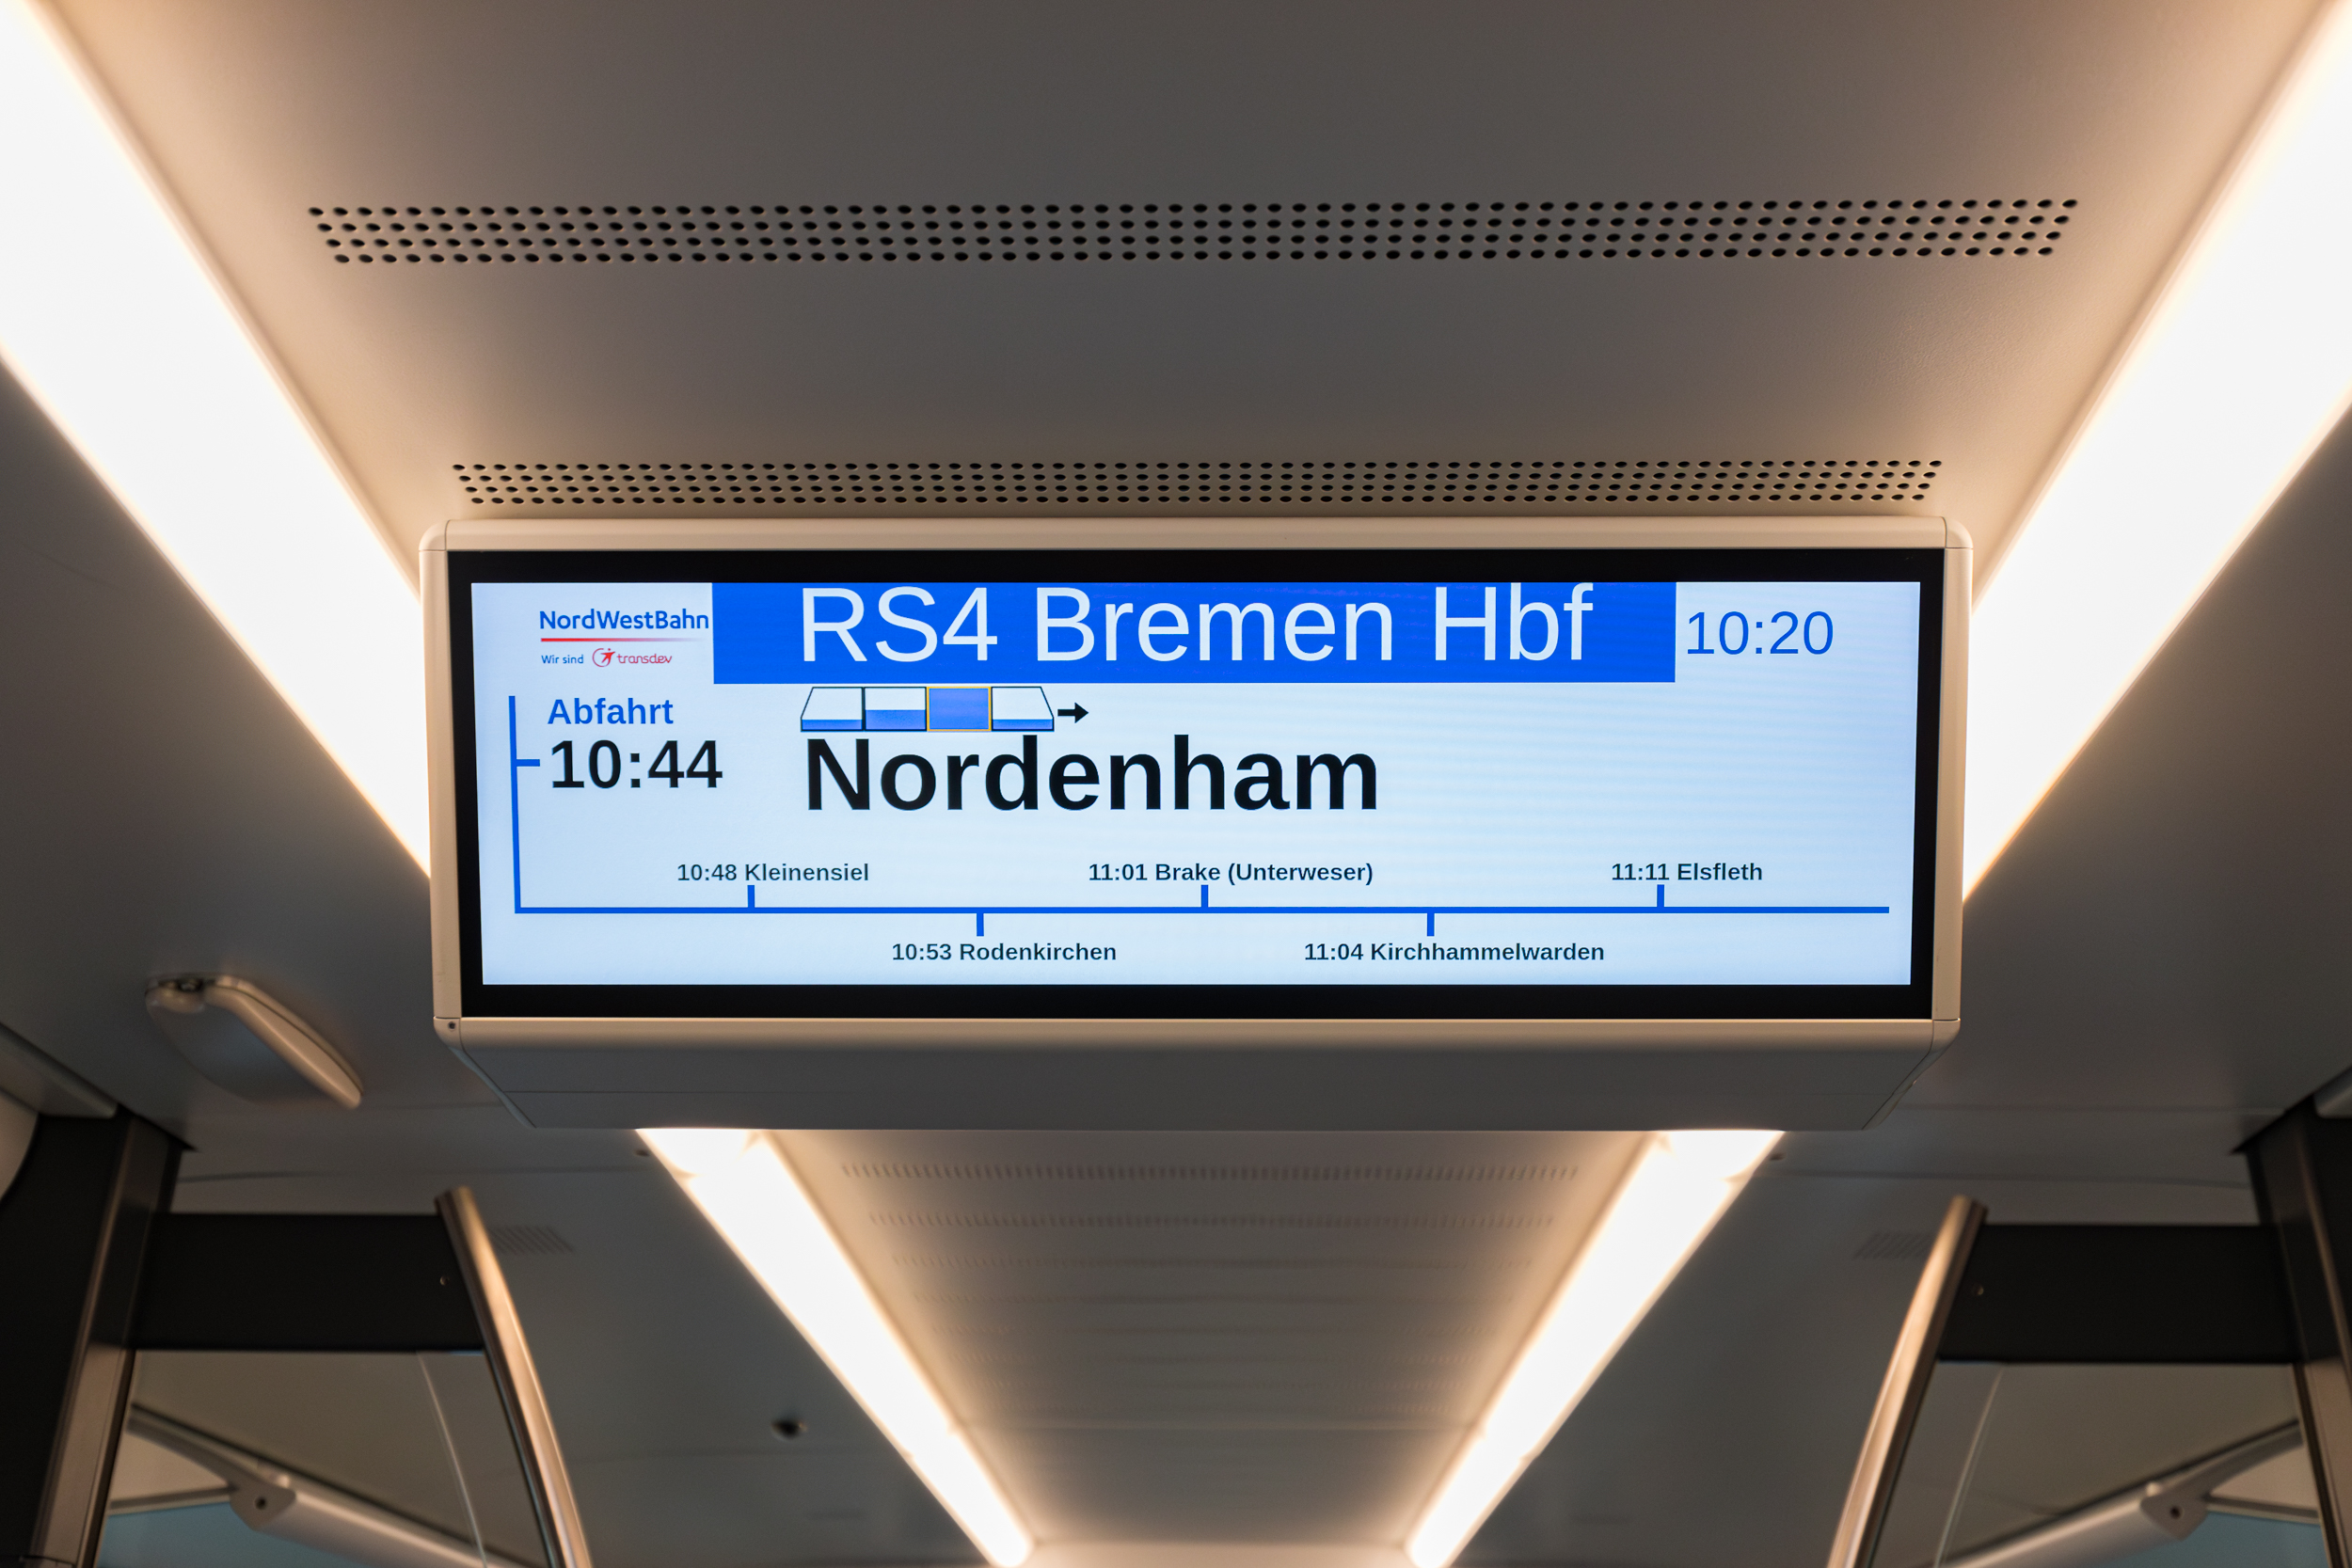 NordWestBahn
Wir sind transdev
RS4 Bremen Hbf
10:20
Abfahrt
10:44
Nordenham
10:48 Kleinensiel
11:01 Brake (Unterweser)
11:11 Elsfleth
10:53 Rodenkirchen
11:04 Kirchhammelwarden